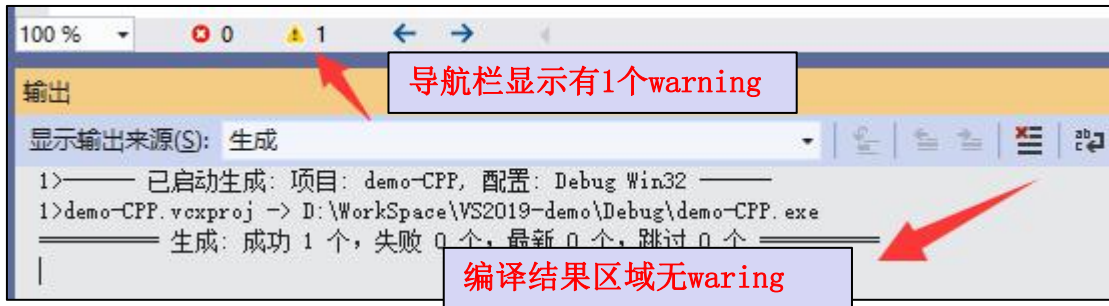 100 % 0 1
导航栏显示有1个warning
输出
显示输出来源(S): 生成
1>—— 已启动生成: 项目: demo-CPP, 配置: Debug Win32 ——
1>demo-CPP.vcxproj -> D:\WorkSpace\VS2019-demo\Debug\demo-CPP.exe
========== 生成: 成功 1 个，失败 0 个，最新 0 个，跳过 0 个 ==========
编译结果区域无waring